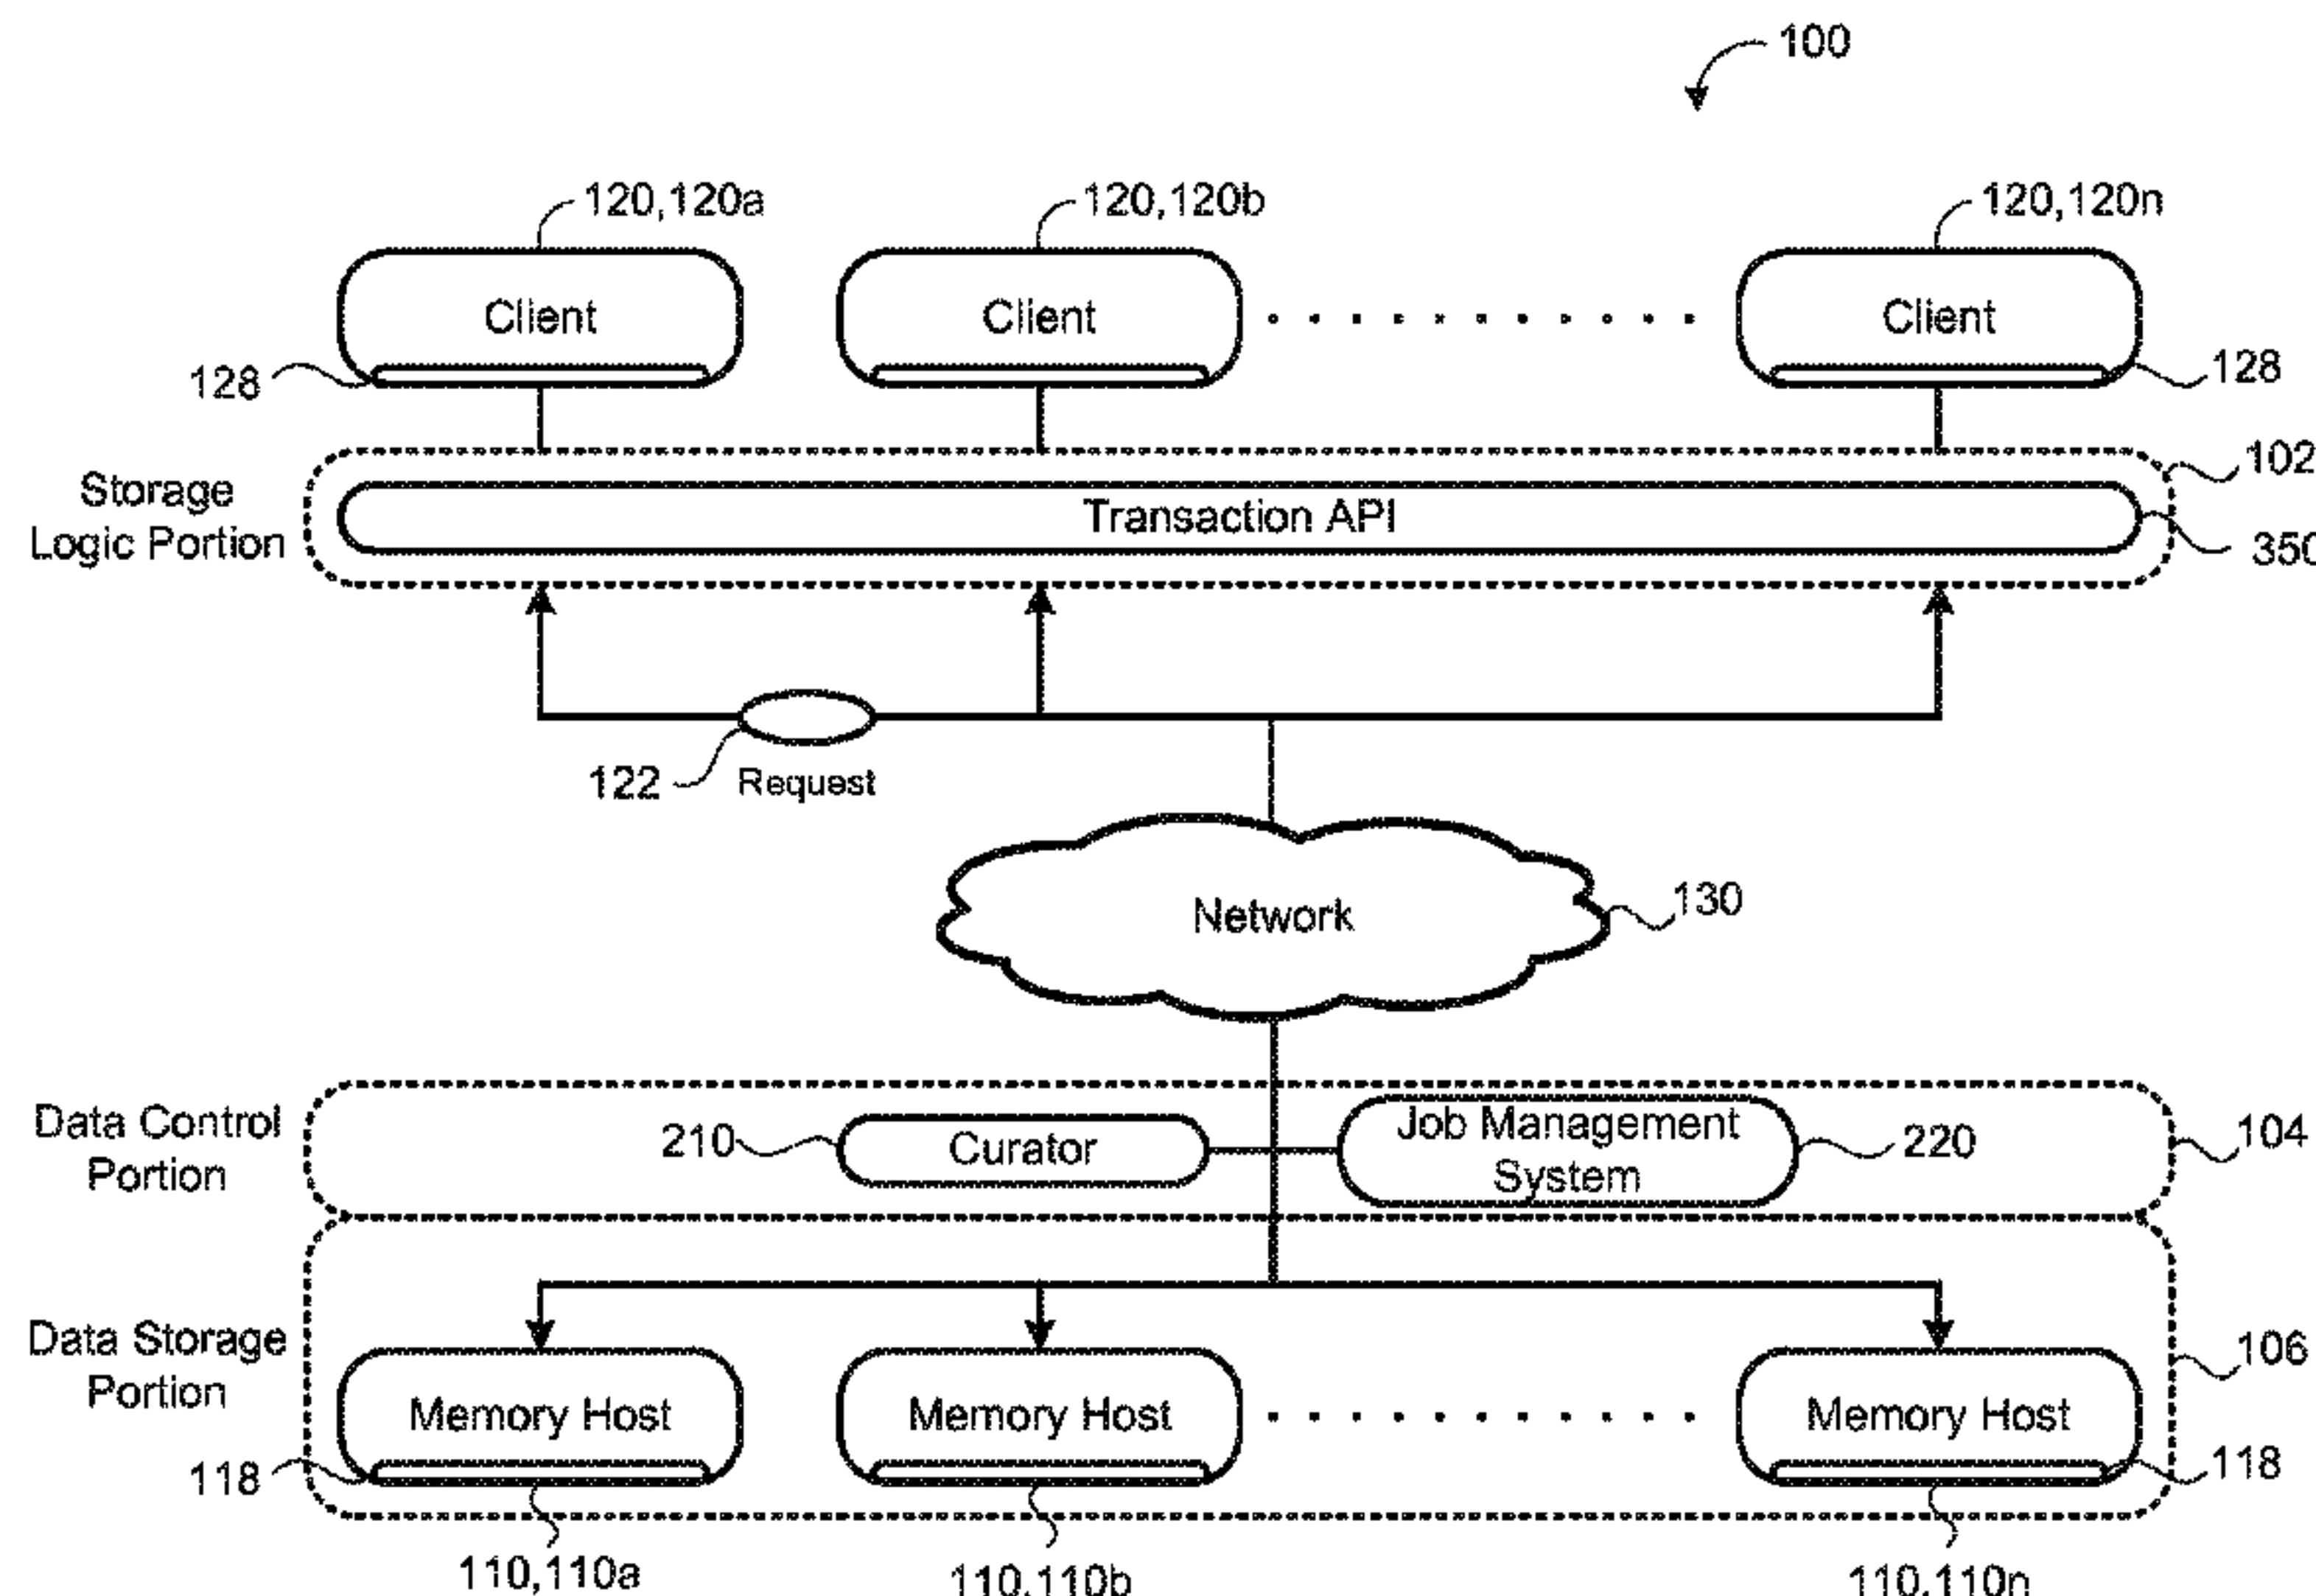 100
120,120a
120,120b
120,120n
Client
Client
Client
128
128
Storage
Logic Portion
Transaction API
102
350
122
Request
Network
130
Data Control
Portion
210
Curator
Job Management
System
220
104
Data Storage
Portion
Memory Host
Memory Host
Memory Host
106
118
118
110,110a
110,110b
110,110n